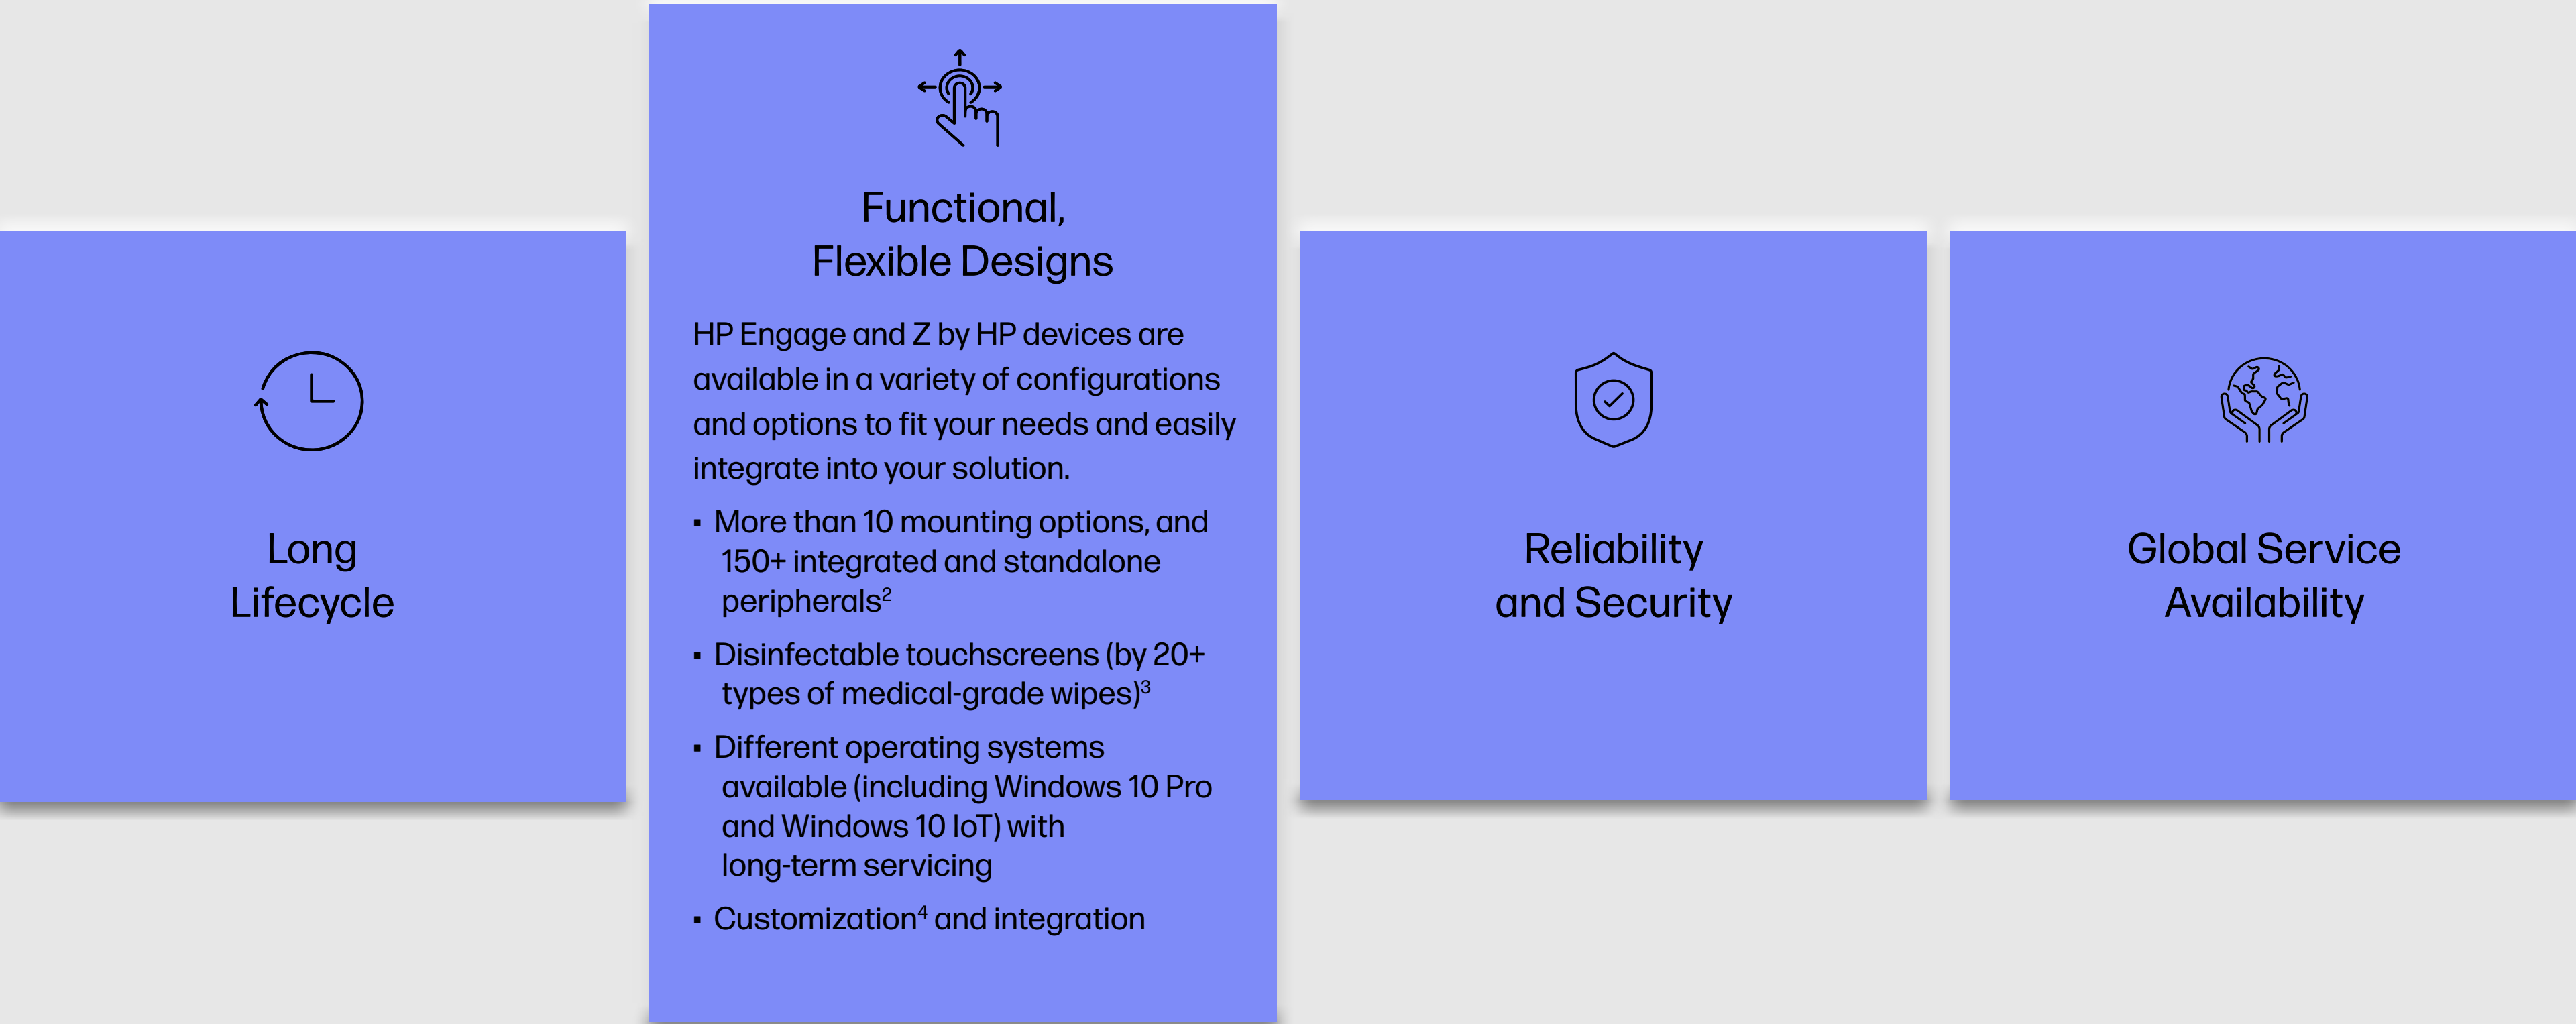 Long
Lifecycle
Functional,
Flexible Designs
HP Engage and Z by HP devices are
available in a variety of configurations
and options to fit your needs and easily
integrate into your solution.
▪ More than 10 mounting options, and
150+ integrated and standalone
peripherals²
▪ Disinfectable touchscreens (by 20+
types of medical-grade wipes)³
▪ Different operating systems
available (including Windows 10 Pro
and Windows 10 IoT) with
long-term servicing
▪ Customization⁴ and integration
Reliability
and Security
Global Service
Availability